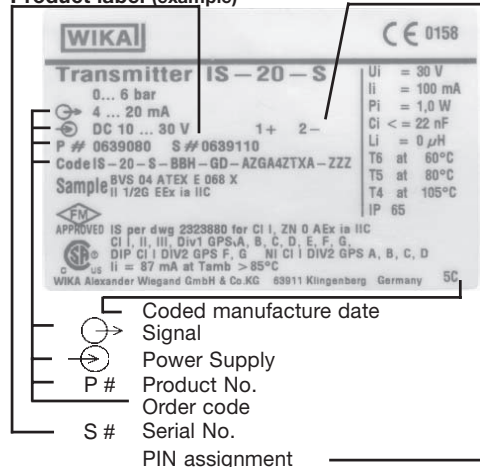 Product label (example)
WIKA
CE 0158
Transmitter IS – 20 – S
0... 6 bar
4 ... 20 mA
DC 10 ... 30 V 1+ 2–
P # 0639080 S # 0639110
Code IS – 20 – S – BBH – GD – AZGA4ZTXA – ZZZ
Sample BVS 04 ATEX E 068 X
II 1/2G EEx ia IIC
Ui = 30 V
Ii = 100 mA
Pi = 1,0 W
Ci <= 22 nF
Li = 0 µH
T6 at 60°C
T5 at 80°C
T4 at 105°C
IP 65
FM
APPROVED IS per dwg 2323880 for Cl I, ZN 0 AEx ia IIC
Cl I, II, III, Div1 GPS A, B, C, D, E, F, G,
DIP Cl I DIV2 GPS F, G NI Cl I DIV2 GPS A, B, C, D
C US Ii = 87 mA at Tamb > 85°C
WIKA Alexander Wiegand GmbH & Co.KG 63911 Klingenberg Germany 5C
Coded manufacture date
Signal
Power Supply
P # Product No.
Order code
S # Serial No.
PIN assignment